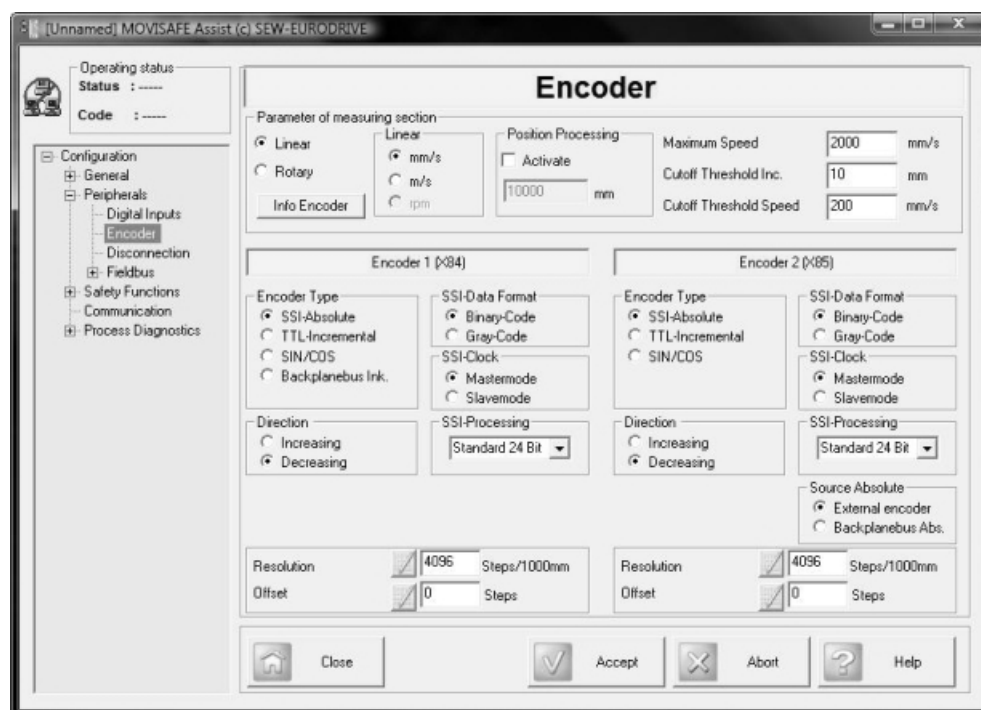 [Unnamed] MOVISAFE Assist (c) SEW-EURODRIVE
Operating status
Status : -----
Code : -----
Configuration
General
Peripherals
Digital Inputs
Encoder
Disconnection
Fieldbus
Safety Functions
Communication
Process Diagnostics
Encoder
Parameter of measuring section
Linear
Rotary
Info Encoder
Linear
mm/s
m/s
rpm
Position Processing
Activate
10000 mm
Maximum Speed 2000 mm/s
Cutoff Threshold Inc. 10 mm
Cutoff Threshold Speed 200 mm/s
Encoder 1 (X84)
Encoder Type
SSI-Absolute
TTL-Incremental
SIN/COS
Backplanebus Ink.
SSI-Data Format
Binary-Code
Gray-Code
SSI-Clock
Mastermode
Slavemode
Direction
Increasing
Decreasing
SSI-Processing
Standard 24 Bit
Resolution 4096 Steps/1000mm
Offset 0 Steps
Encoder 2 (X85)
Encoder Type
SSI-Absolute
TTL-Incremental
SIN/COS
SSI-Data Format
Binary-Code
Gray-Code
SSI-Clock
Mastermode
Slavemode
Direction
Increasing
Decreasing
SSI-Processing
Standard 24 Bit
Source Absolute
External encoder
Backplanebus Abs.
Resolution 4096 Steps/1000mm
Offset 0 Steps
Close
Accept
Abort
Help